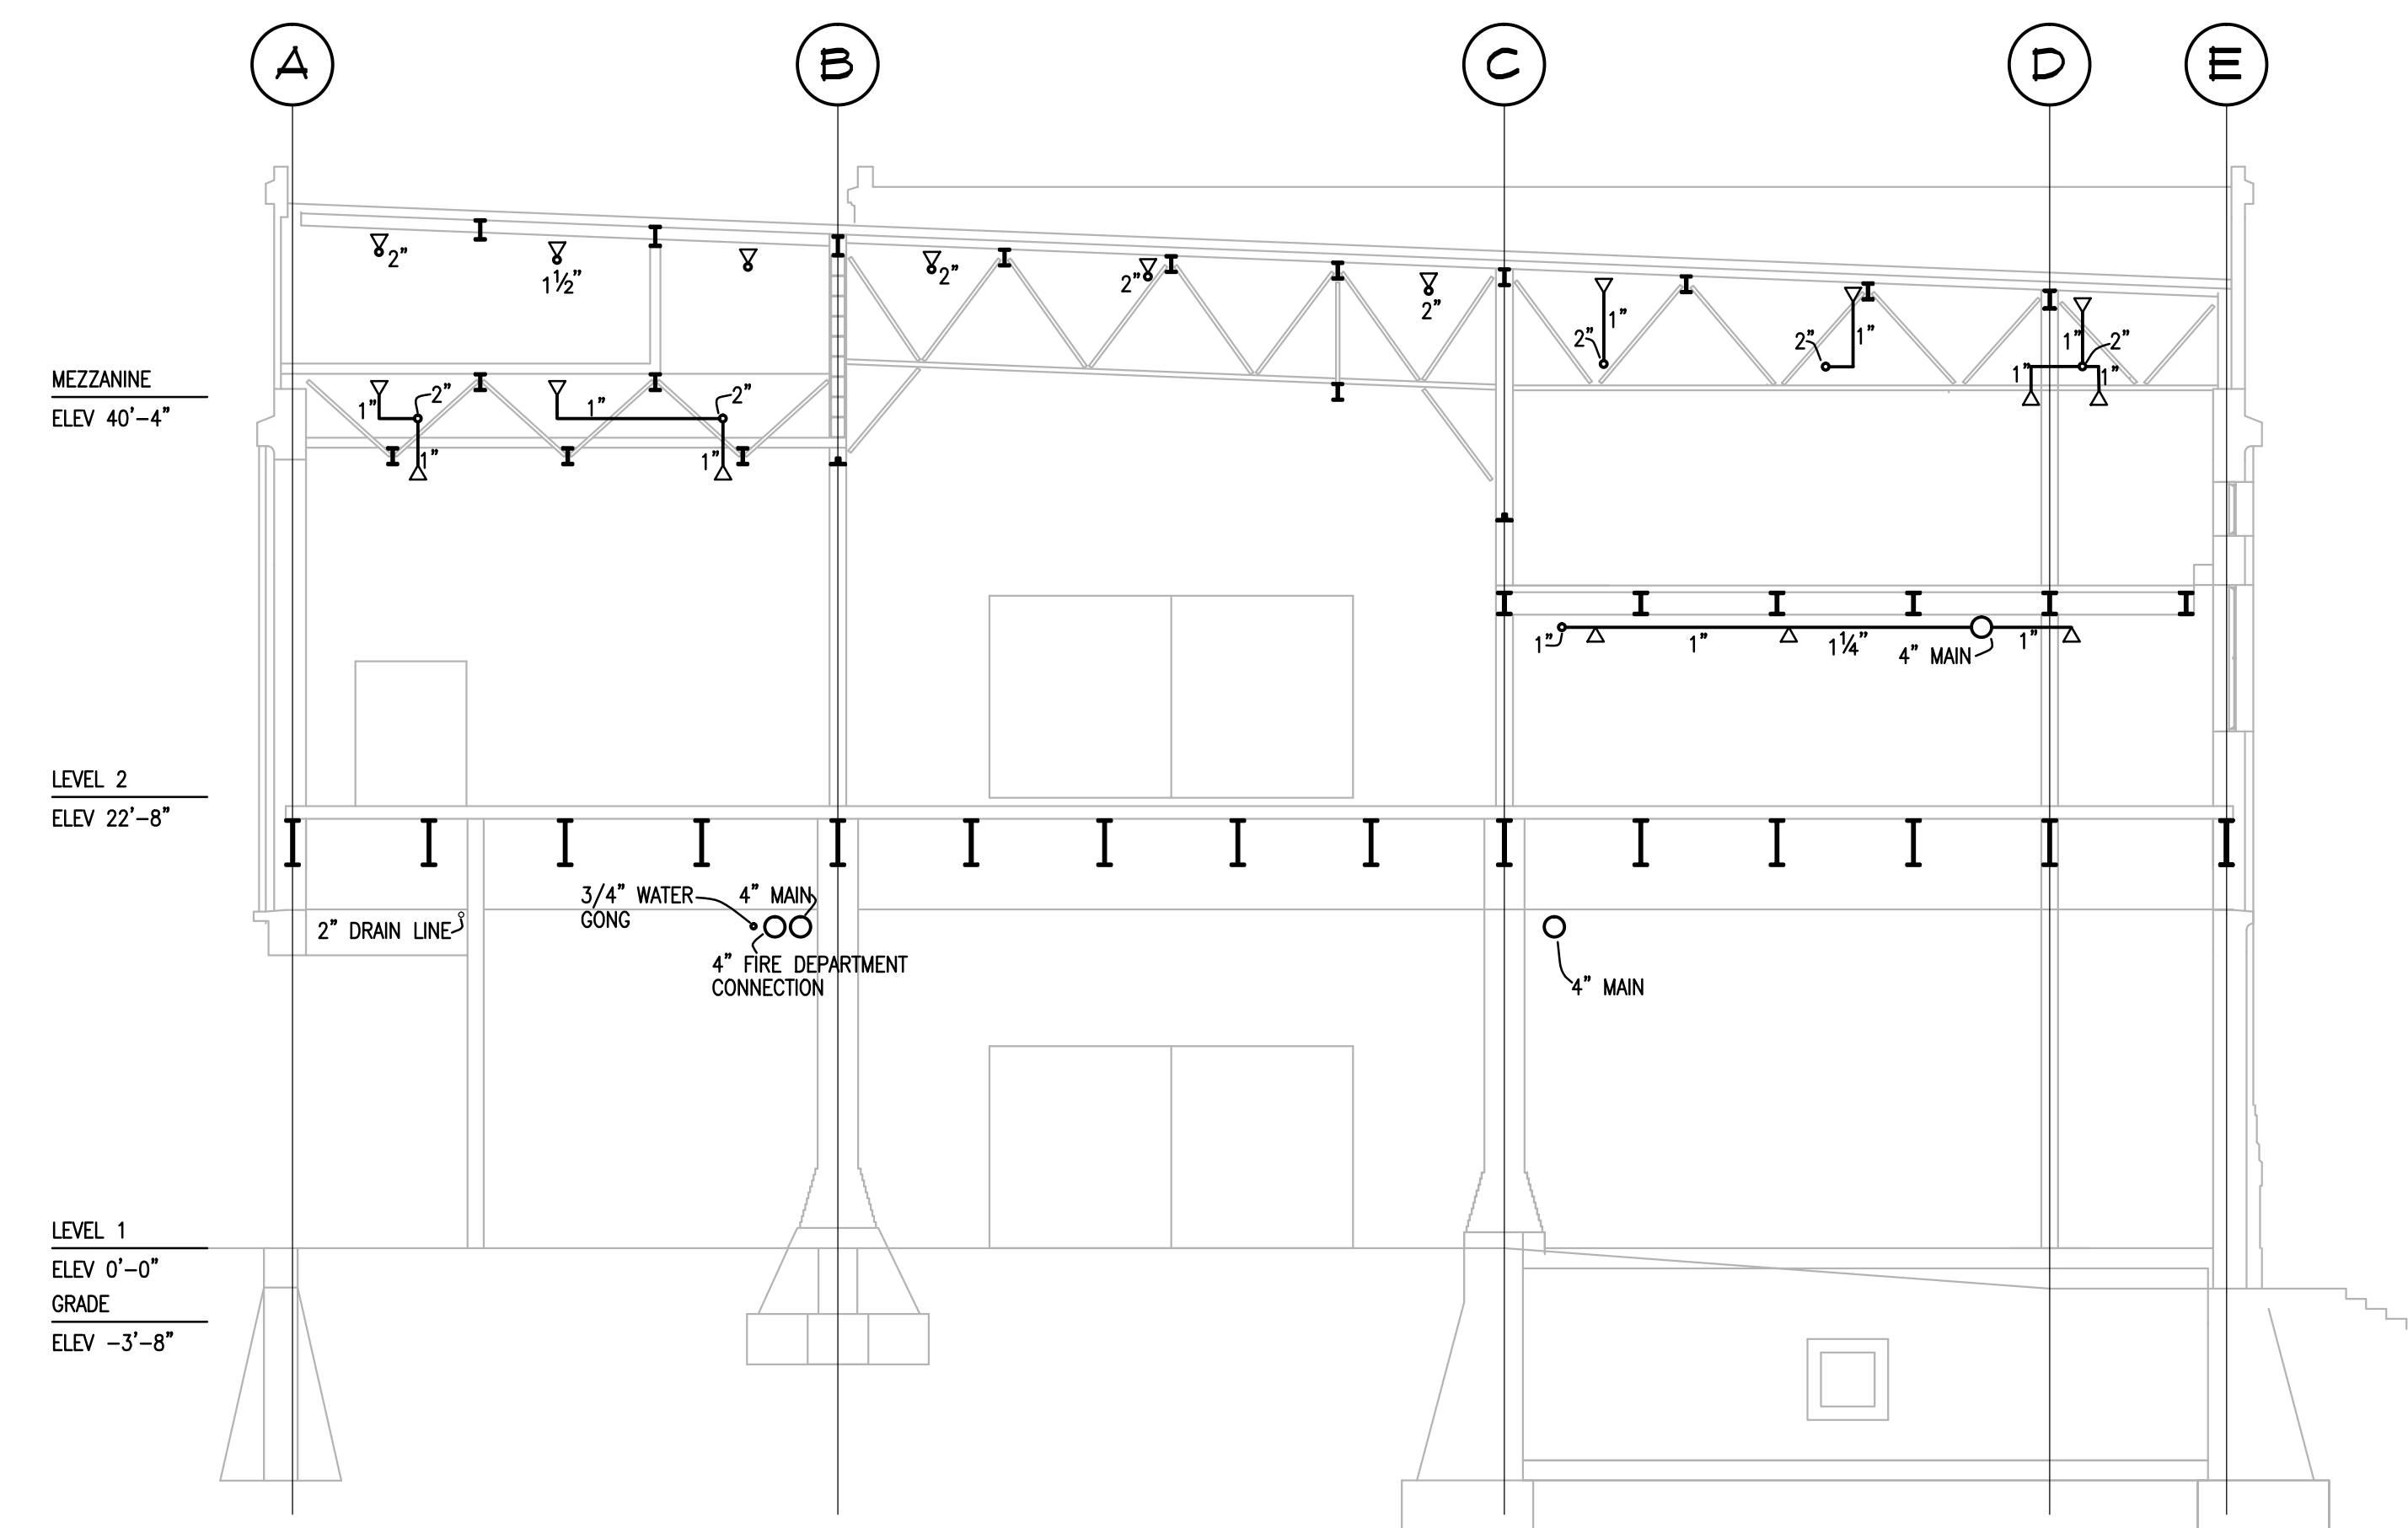 A B C D E
2”
1½”
2”
2”
2”
1”
2”
2”
1”
1”
2”
1”
1”
MEZZANINE
ELEV 40’-4”
1”
2”
1”
2”
1”
1”
1”
1”
1”
1¼”
4” MAIN
1”
LEVEL 2
ELEV 22’-8”
3/4” WATER
GONG
4” MAIN
2” DRAIN LINE
4” FIRE DEPARTMENT
CONNECTION
4” MAIN
LEVEL 1
ELEV 0’-0”
GRADE
ELEV -3’-8”